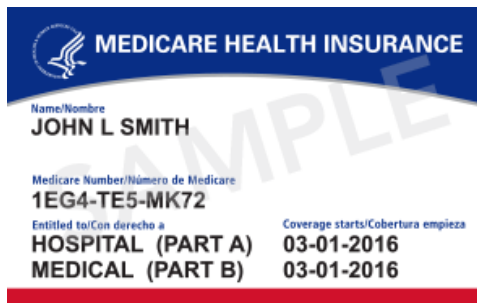 MEDICARE HEALTH INSURANCE
Name/Nombre
JOHN L SMITH
Medicare Number/Número de Medicare
1EG4-TE5-MK72
Entitled to/Con derecho a Coverage starts/Cobertura empieza
HOSPITAL (PART A) 03-01-2016
MEDICAL (PART B) 03-01-2016
SAMPLE